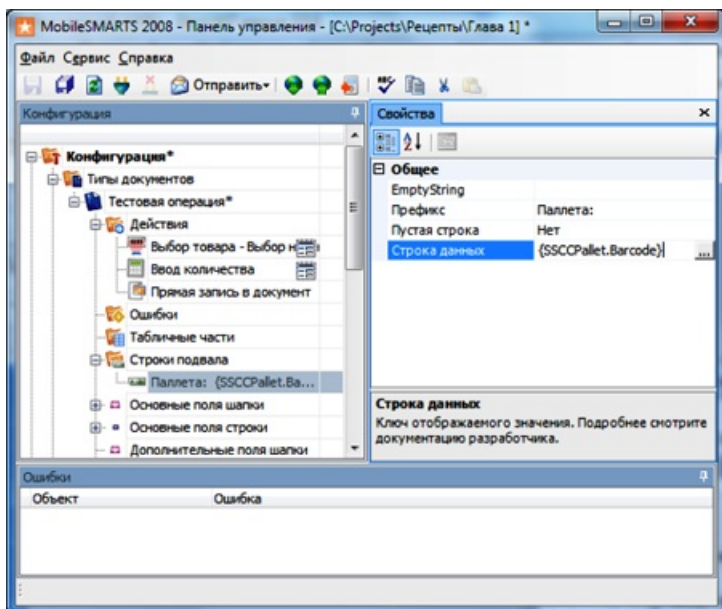 MobileSMARTS 2008 - Панель управления - [C:\Projects\Рецепты\Глава 1] *
Файл Сервис Справка
Отправить
Конфигурация
Конфигурация*
Типы документов
Тестовая операция*
Действия
Выбор товара - Выбор н
Ввод количества
Прямая запись в документ
Ошибки
Табличные части
Строки подвала
Паллета: {SSCCPallet.Ba...
Основные поля шапки
Основные поля строки
Дополнительные поля шапки
Свойства
Общее
EmptyString
Префикс Паллета:
Пустая строка Нет
Строка данных {SSCCPallet.Barcode} ...
Строка данных
Ключ отображаемого значения. Подробнее смотрите
документацию разработчика.
Ошибки
Объект Ошибка